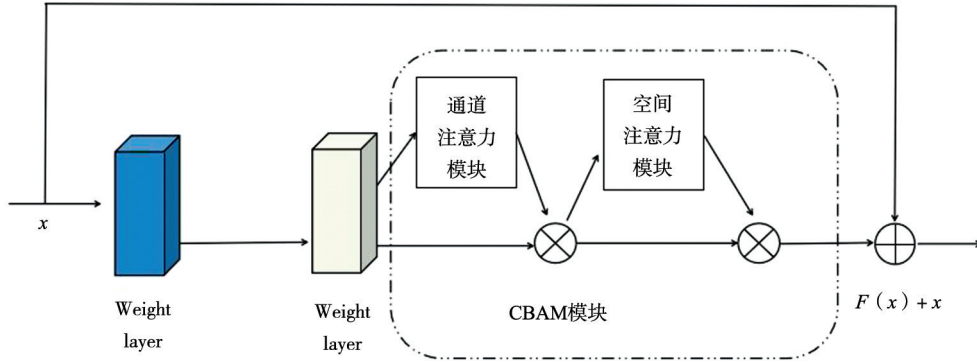 通道
注意力
模块
空间
注意力
模块
x
Weight
layer
Weight
layer
CBAM模块
F(x)+x